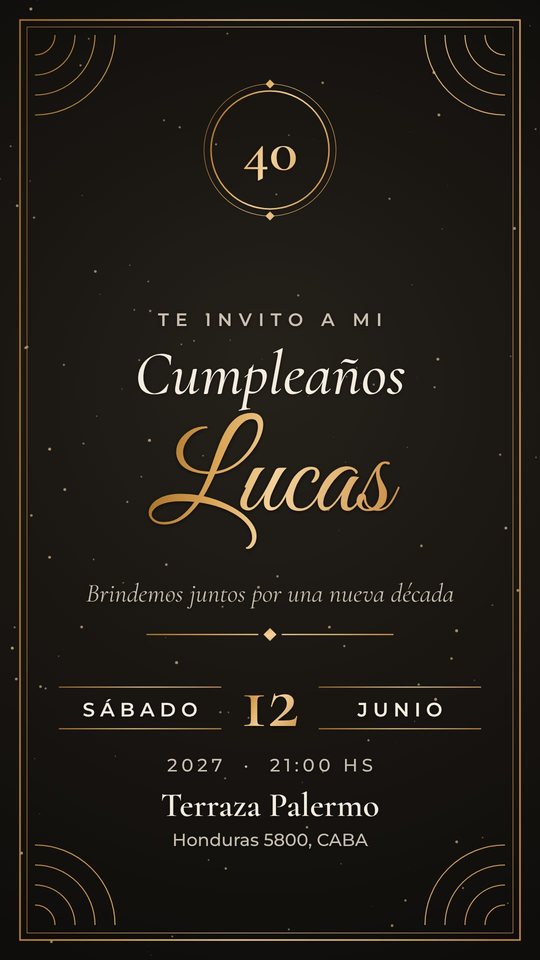 40
TE INVITO A MI
Cumpleaños
Lucas
Brindemos juntos por una nueva década
SÁBADO 12 JUNIO
2027 · 21:00 HS
Terraza Palermo
Honduras 5800, CABA